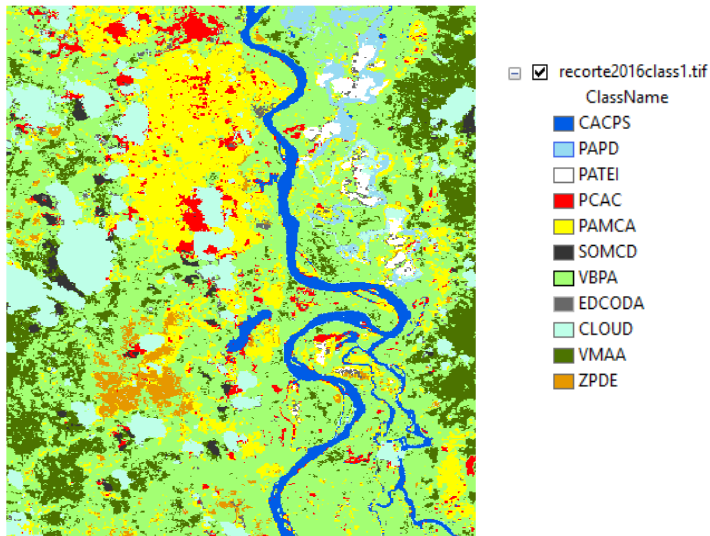 recorte2016class1.tif
ClassName
CACPS
PAPD
PATEI
PCAC
PAMCA
SOMCD
VBPA
EDCODA
CLOUD
VMAA
ZPDE